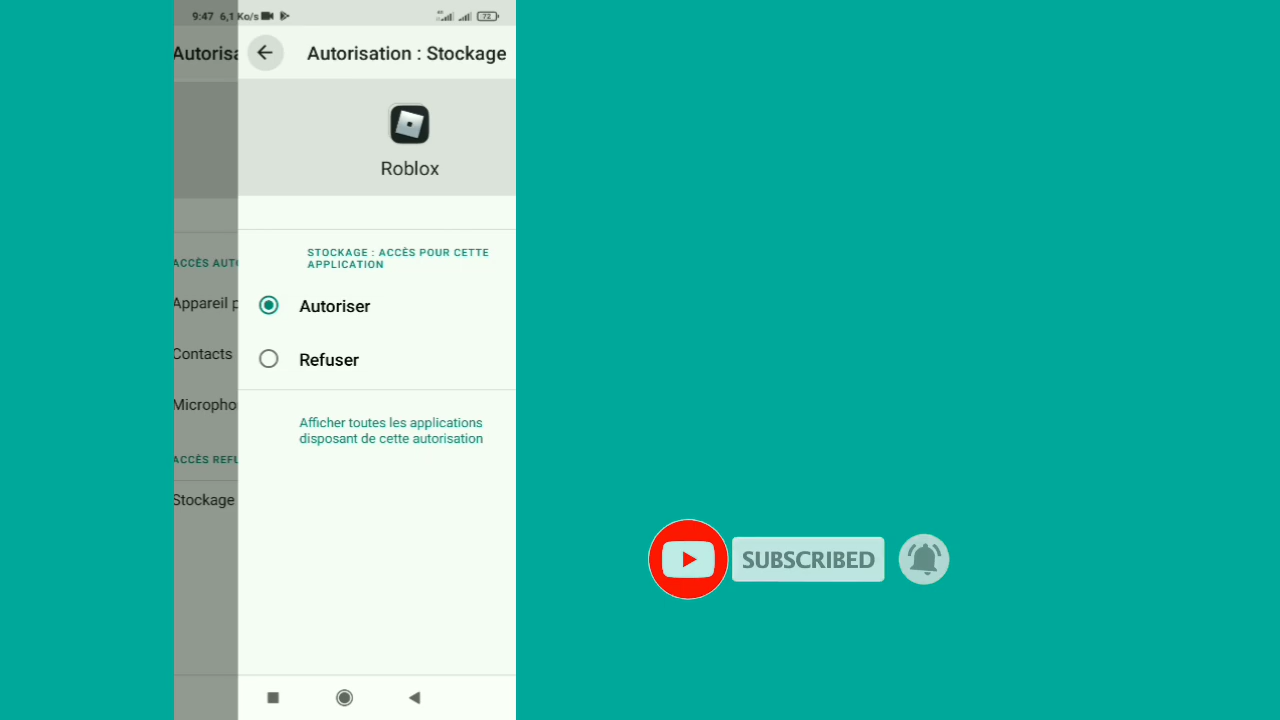 9:47 6,1 Ko/s
72
Autorisa
Autorisation : Stockage
Roblox
STOCKAGE : ACCÈS POUR CETTE
APPLICATION
ACCÈS AUTO
Appareil p
Autoriser
Contacts
Refuser
Micropho
Afficher toutes les applications
disposant de cette autorisation
ACCÈS REFU
Stockage
SUBSCRIBED